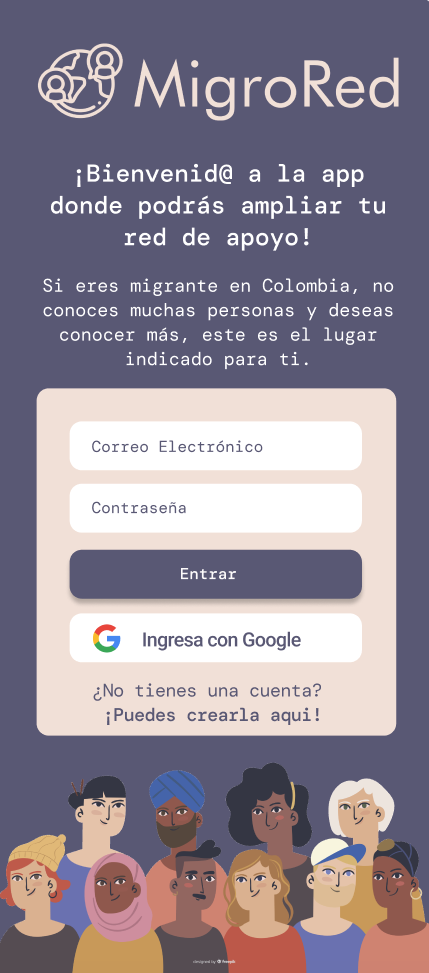 MigroRed
¡Bienvenid@ a la app
donde podrás ampliar tu
red de apoyo!
Si eres migrante en Colombia, no
conoces muchas personas y deseas
conocer más, este es el lugar
indicado para ti.
Correo Electrónico
Contraseña
Entrar
Ingresa con Google
¿No tienes una cuenta?
¡Puedes crearla aqui!
designed by freepik